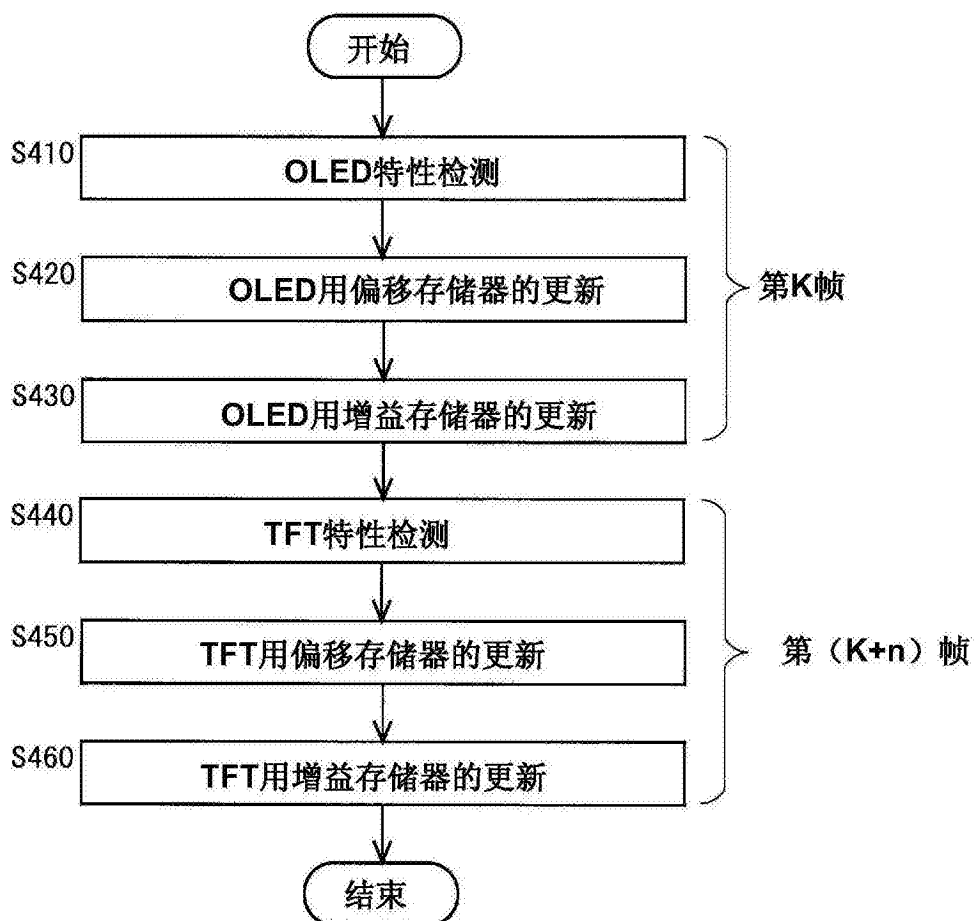 开始
S410
OLED特性检测
S420
OLED用偏移存储器的更新
第K帧
S430
OLED用增益存储器的更新
S440
TFT特性检测
S450
TFT用偏移存储器的更新
第（K+n）帧
S460
TFT用增益存储器的更新
结束